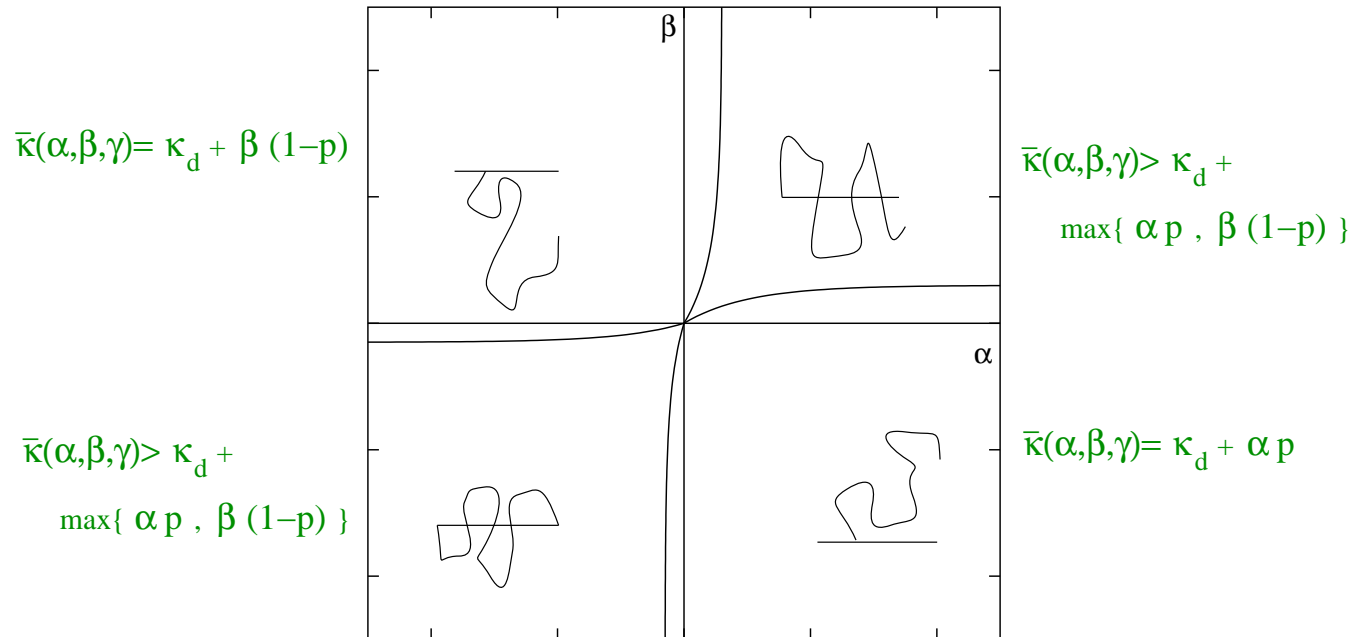 β
κ̅(α,β,γ)= κ_d + β (1−p)
κ̅(α,β,γ)> κ_d +
max{ α p , β (1−p) }
α
κ̅(α,β,γ)> κ_d +
max{ α p , β (1−p) }
κ̅(α,β,γ)= κ_d + α p